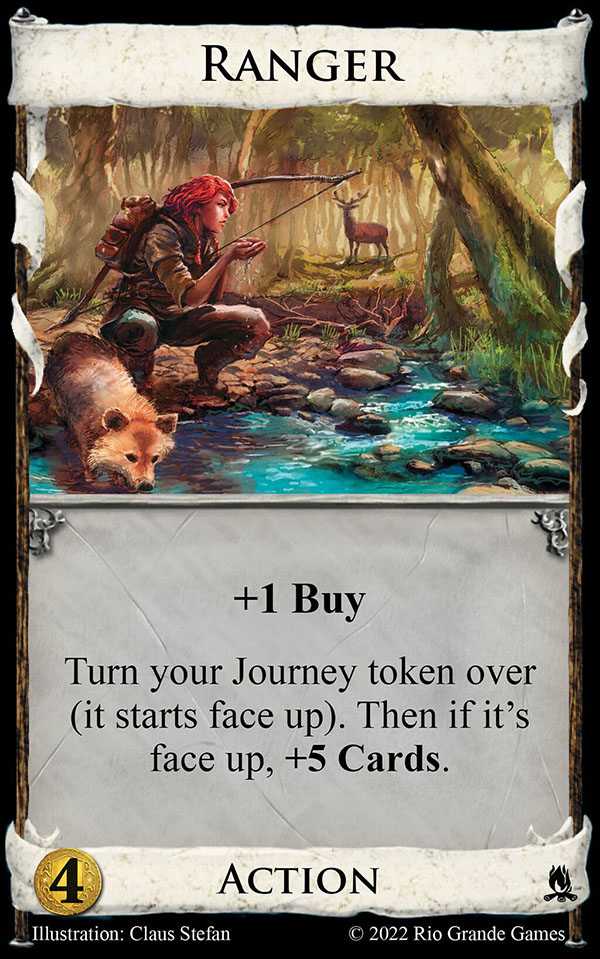 RANGER
+1 Buy
Turn your Journey token over
(it starts face up). Then if it's
face up, +5 Cards.
4
ACTION
Illustration: Claus Stefan
© 2022 Rio Grande Games